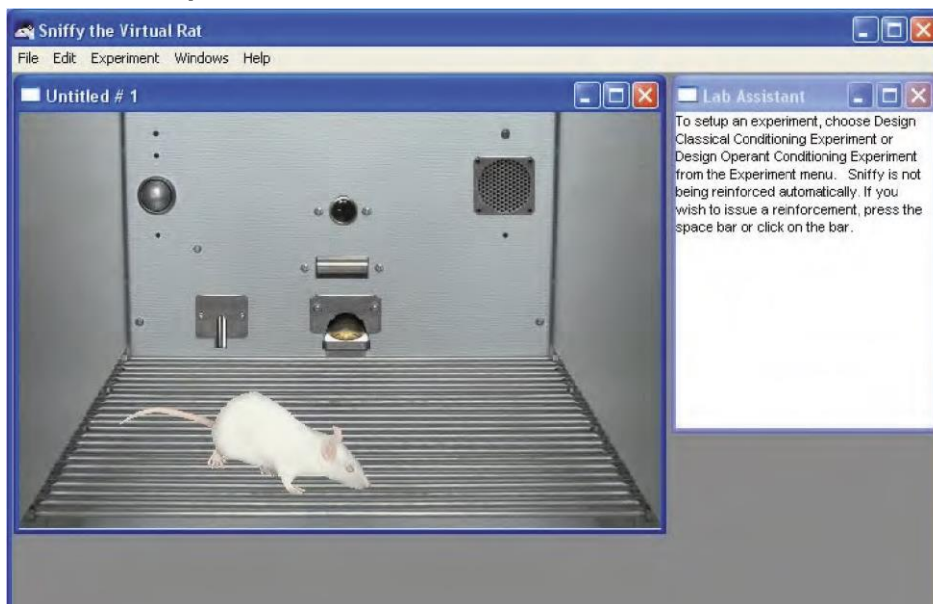 Sniffy the Virtual Rat
File Edit Experiment Windows Help
Untitled # 1
Lab Assistant
To setup an experiment, choose Design
Classical Conditioning Experiment or
Design Operant Conditioning Experiment
from the Experiment menu. Sniffy is not
being reinforced automatically. If you
wish to issue a reinforcement, press the
space bar or click on the bar.